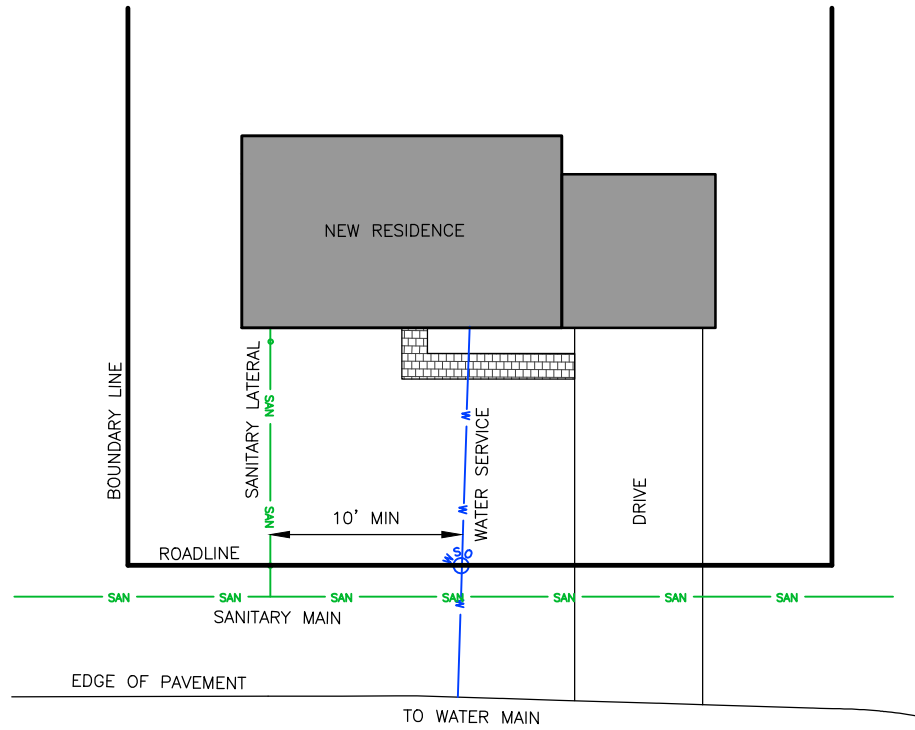 NEW RESIDENCE
BOUNDARY LINE
SANITARY LATERAL
SAN
SAN
WATER SERVICE
W
W
DRIVE
10' MIN
ROADLINE
WSO
SAN
SAN
SAN
SAN
SAN
SAN
SAN
W
SANITARY MAIN
EDGE OF PAVEMENT
TO WATER MAIN